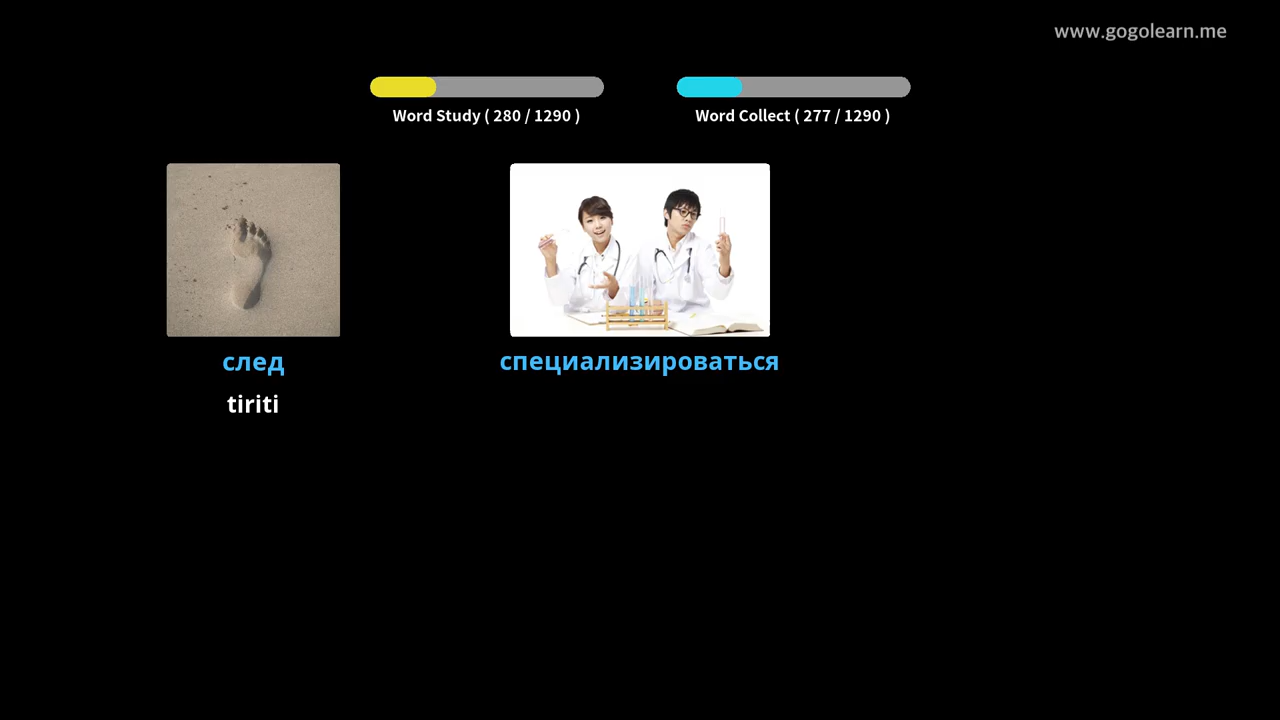 www.gogolearn.me
Word Study ( 280 / 1290 )
Word Collect ( 277 / 1290 )
след
специализироваться
tiriti